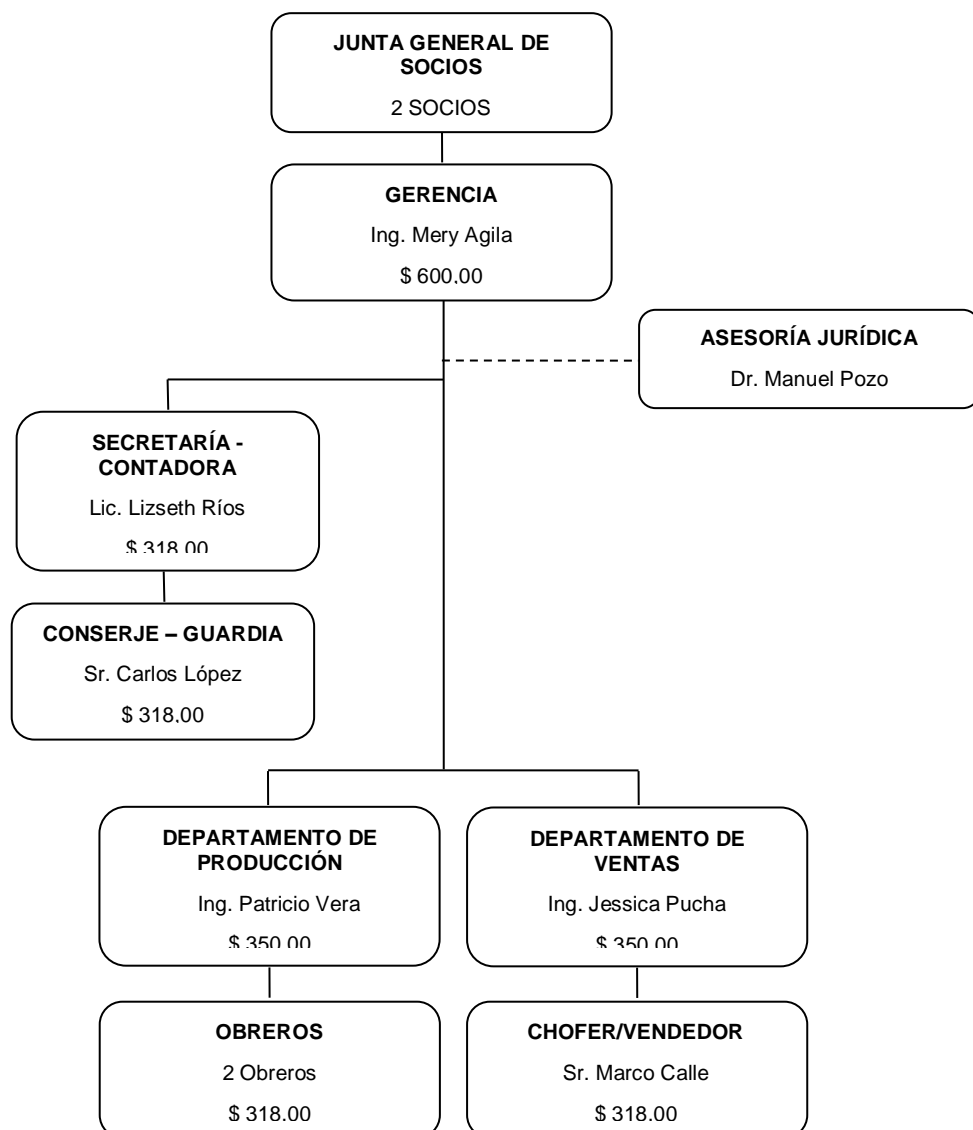 JUNTA GENERAL DE
SOCIOS
2 SOCIOS
GERENCIA
Ing. Mery Agila
$ 600.00
ASESORÍA JURÍDICA
Dr. Manuel Pozo
SECRETARÍA -
CONTADORA
Lic. Lizseth Ríos
$ 318.00
CONSERJE – GUARDIA
Sr. Carlos López
$ 318.00
DEPARTAMENTO DE
PRODUCCIÓN
Ing. Patricio Vera
$ 350.00
DEPARTAMENTO DE
VENTAS
Ing. Jessica Pucha
$ 350.00
OBREROS
2 Obreros
$ 318.00
CHOFER/VENDEDOR
Sr. Marco Calle
$ 318.00